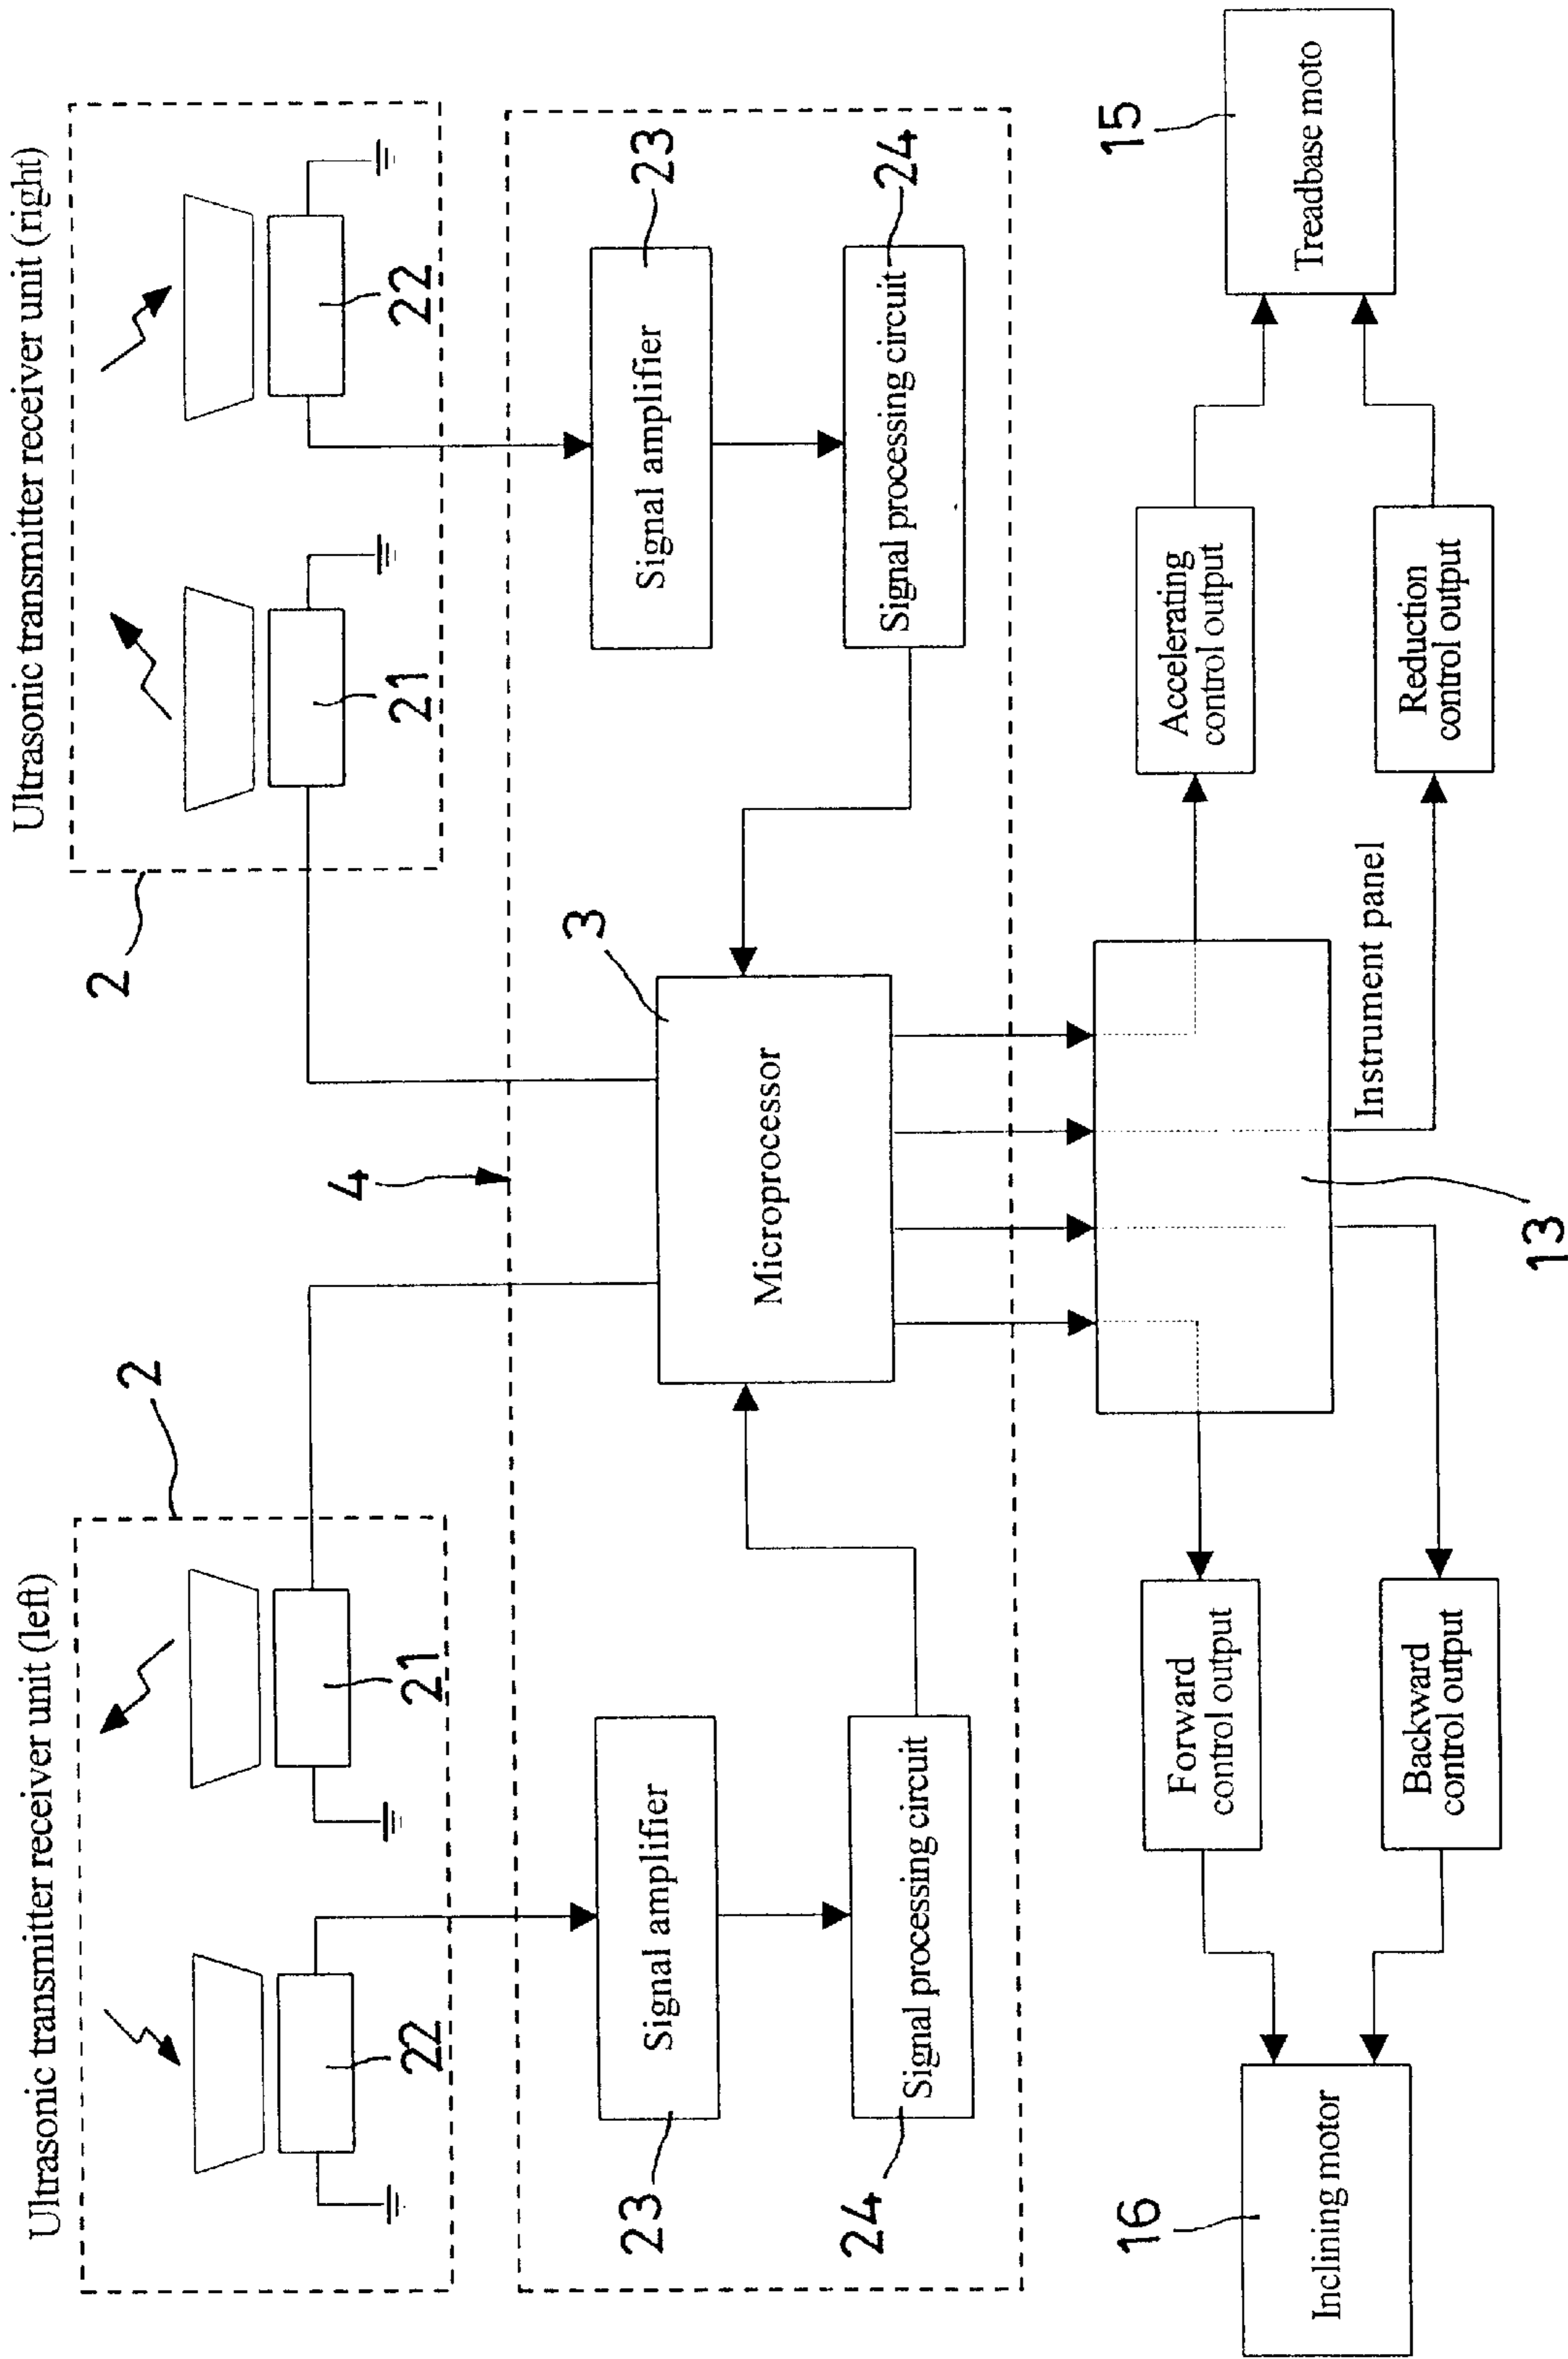 Ultrasonic transmitter receiver unit (left)
Ultrasonic transmitter receiver unit (right)
2
2
22
21
21
22
4
23
Signal amplifier
3
Signal amplifier
23
24
Signal processing circuit
Microprocessor
Signal processing circuit
24
16
Inclining motor
Forward
control output
Backward
control output
13
Instrument panel
Accelerating
control output
Reduction
control output
15
Treadbase moto